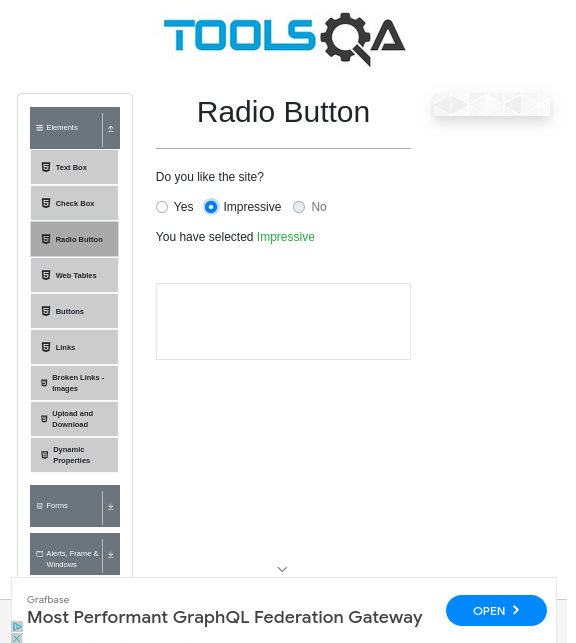 TOOLSQA
Elements
Text Box
Check Box
Radio Button
Web Tables
Buttons
Links
Broken Links -
Images
Upload and
Download
Dynamic
Properties
Forms
Alerts, Frame &
Windows
Radio Button
Do you like the site?
Yes Impressive No
You have selected Impressive
Grafbase
Most Performant GraphQL Federation Gateway
OPEN